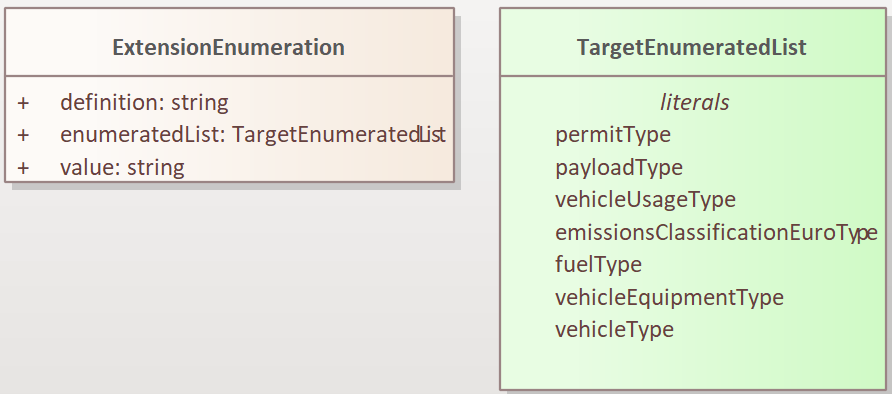 ExtensionEnumeration
+ definition: string
+ enumeratedList: TargetEnumeratedList
+ value: string
TargetEnumeratedList
literals
permitType
payloadType
vehicleUsageType
emissionsClassificationEuroType
fuelType
vehicleEquipmentType
vehicleType